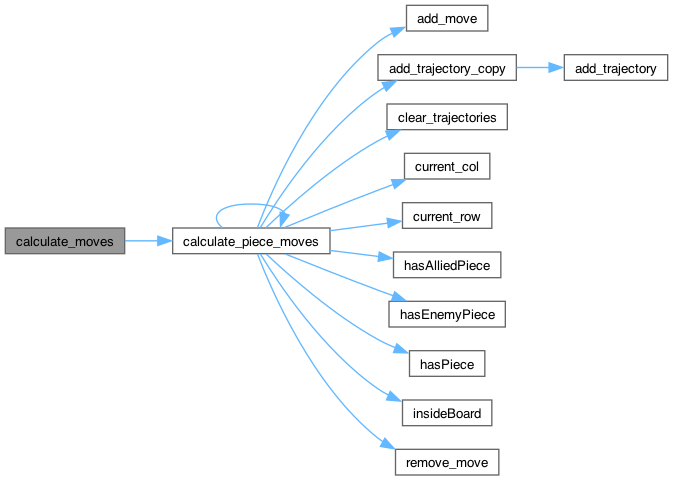 add_move
add_trajectory_copy
add_trajectory
clear_trajectories
current_col
current_row
calculate_moves
calculate_piece_moves
hasAlliedPiece
hasEnemyPiece
hasPiece
insideBoard
remove_move